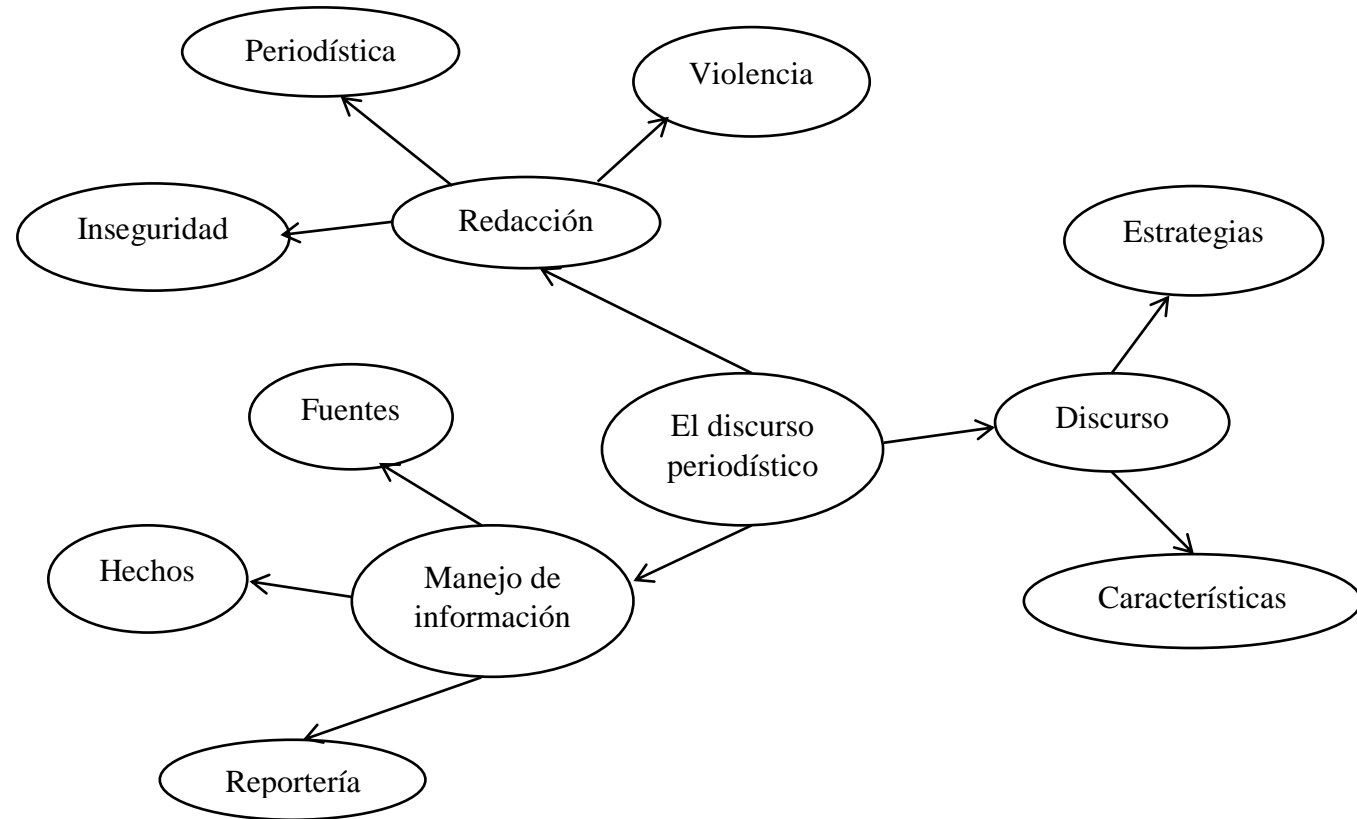 Periodística
Violencia
Inseguridad
Redacción
Estrategias
Fuentes
El discurso
periodístico
Discurso
Hechos
Manejo de
información
Características
Reportería